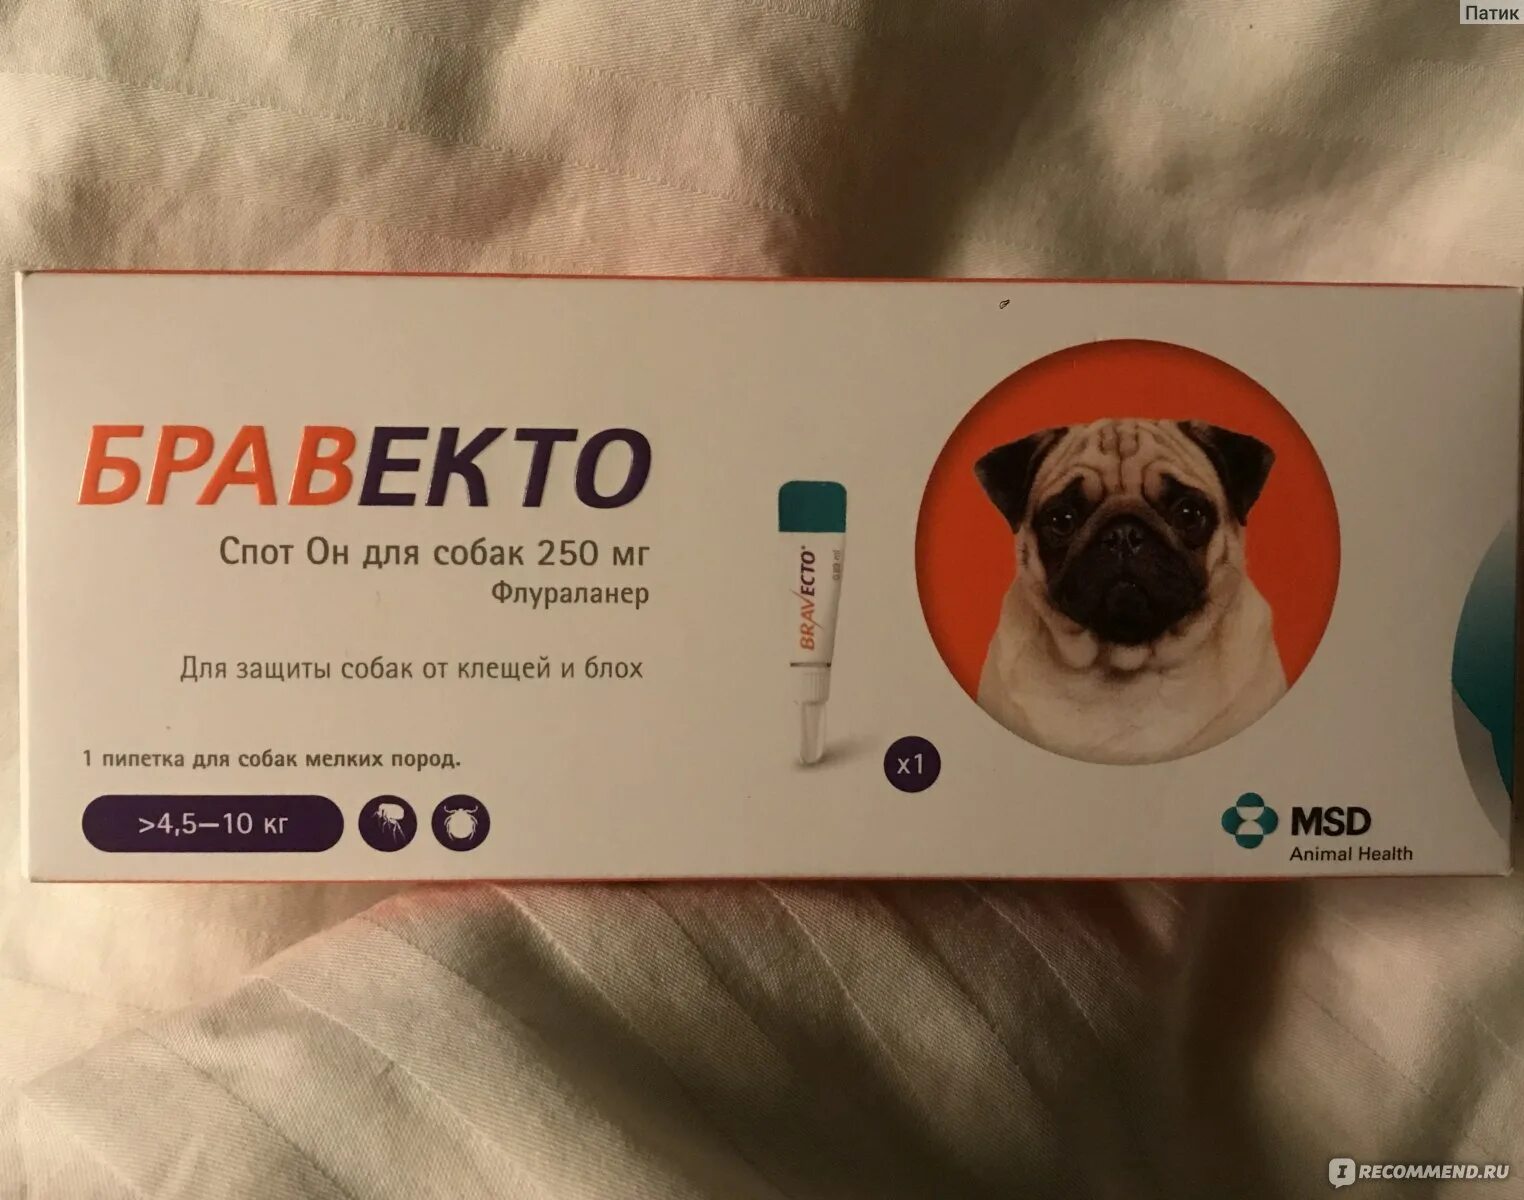 Патик
БРАВЕКТО
Спот Он для собак 250 мг
Флураланер
Для защиты собак от клещей и блох
1 пипетка для собак мелких пород.
>4,5–10 кг
BRAVECTO®
x1
MSD
Animal Health
IRECOMMEND.RU